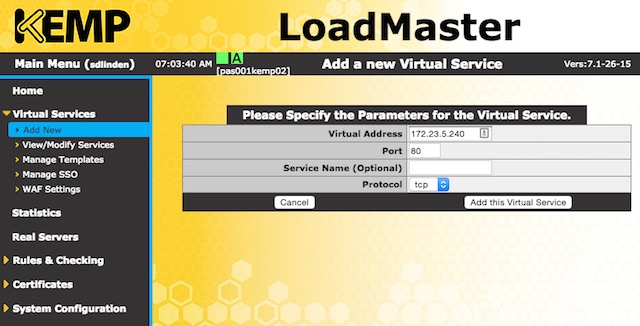 KEMP
LoadMaster
Main Menu (sdlinden) 07:03:40 AM A [pas001kemp02] Add a new Virtual Service Vers:7.1-26-15
Home
Virtual Services
Add New
View/Modify Services
Manage Templates
Manage SSO
WAF Settings
Statistics
Real Servers
Rules & Checking
Certificates
System Configuration
Please Specify the Parameters for the Virtual Service.
Virtual Address 172.23.5.240
Port 80
Service Name (Optional)
Protocol tcp
Cancel Add this Virtual Service